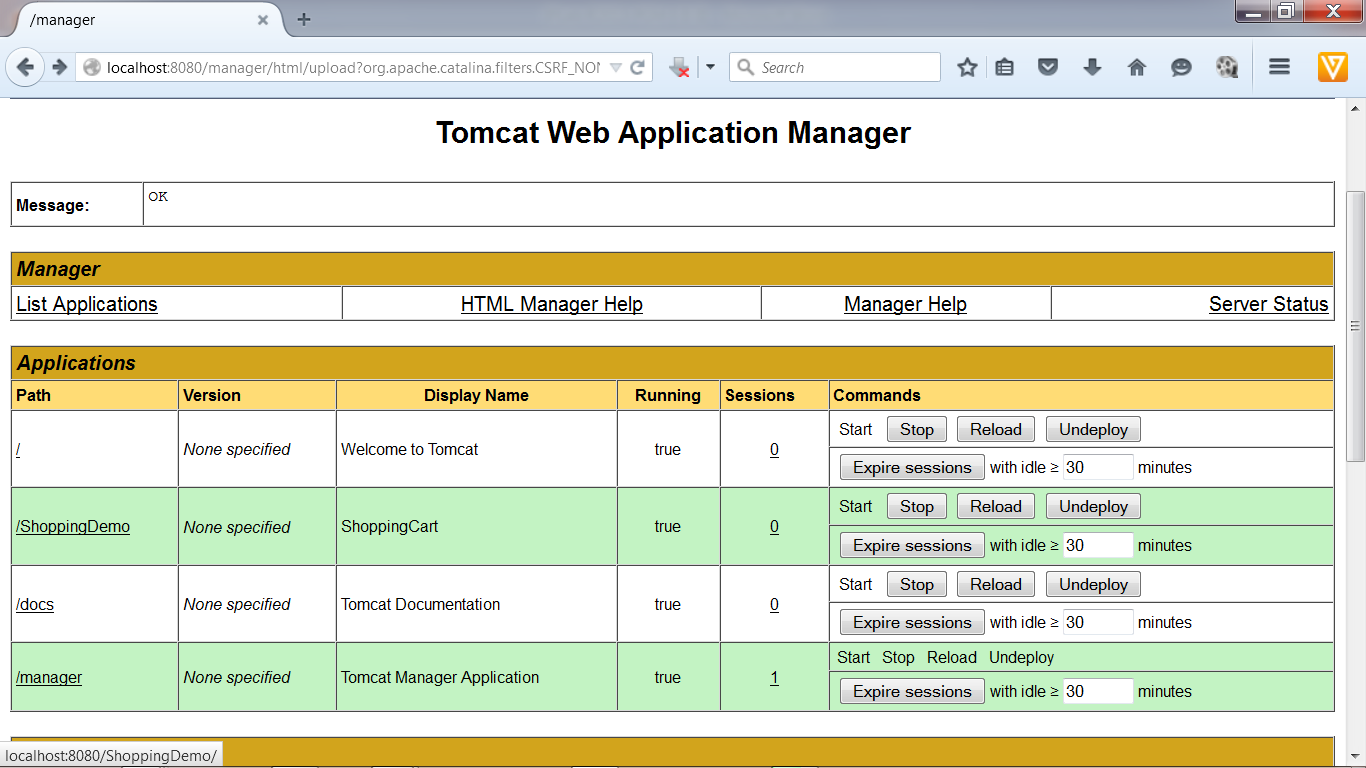 /manager
localhost:8080/manager/html/upload?org.apache.catalina.filters.CSRF_NON
Search
Tomcat Web Application Manager
Message: OK
Manager
List Applications HTML Manager Help Manager Help Server Status
Applications
Path Version Display Name Running Sessions Commands
/ None specified Welcome to Tomcat true 0 Start Stop Reload Undeploy
Expire sessions with idle ≥ 30 minutes
/ShoppingDemo None specified ShoppingCart true 0 Start Stop Reload Undeploy
Expire sessions with idle ≥ 30 minutes
/docs None specified Tomcat Documentation true 0 Start Stop Reload Undeploy
Expire sessions with idle ≥ 30 minutes
/manager None specified Tomcat Manager Application true 1 Start Stop Reload Undeploy
Expire sessions with idle ≥ 30 minutes
localhost:8080/ShoppingDemo/